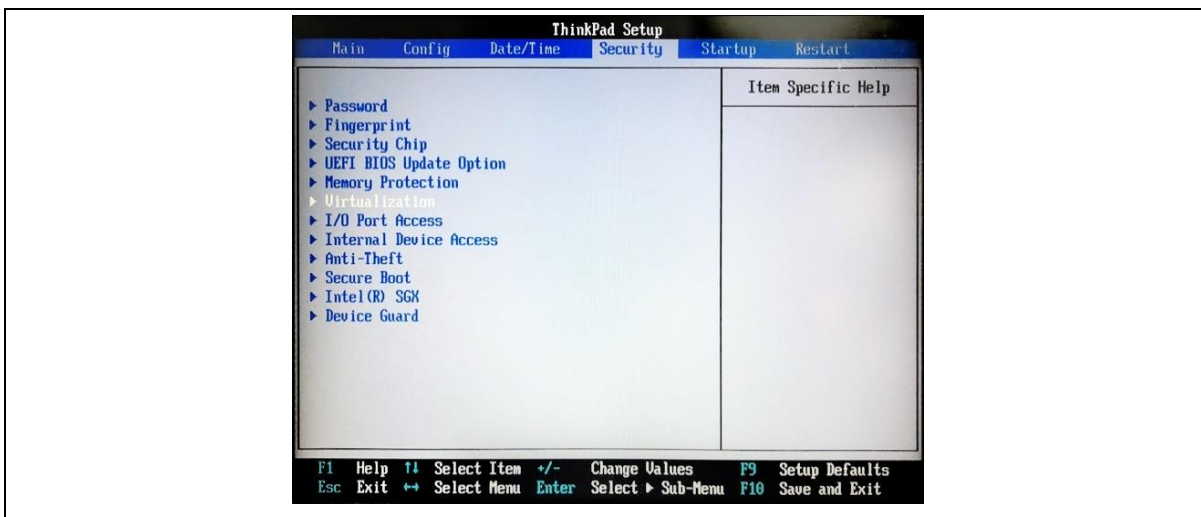 ThinkPad Setup
Main Config Date/Time Security Startup Restart
Item Specific Help
▶ Password
▶ Fingerprint
▶ Security Chip
▶ UEFI BIOS Update Option
▶ Memory Protection
▶ Virtualization
▶ I/O Port Access
▶ Internal Device Access
▶ Anti-Theft
▶ Secure Boot
▶ Intel(R) SGX
▶ Device Guard
F1 Help ↑↓ Select Item +/- Change Values F9 Setup Defaults
Esc Exit ↔ Select Menu Enter Select ▶ Sub-Menu F10 Save and Exit